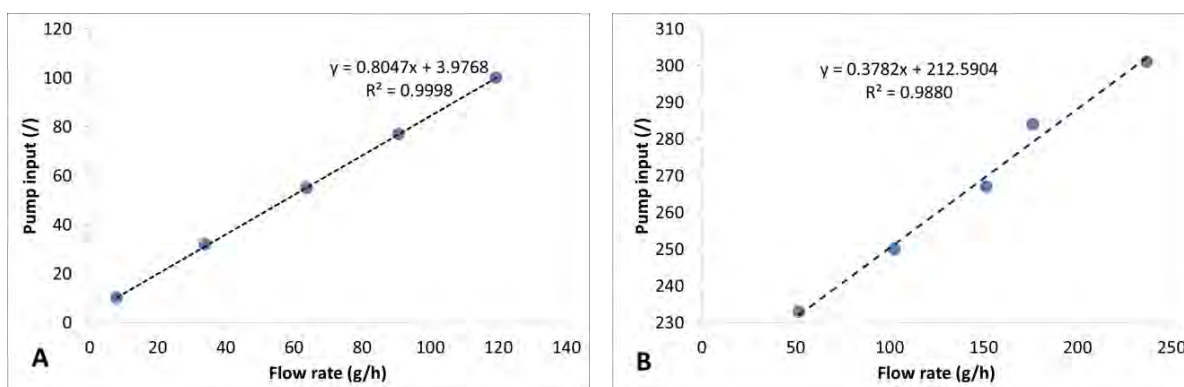 120
100
80
60
40
20
0
Pump input (/)
y = 0.8047x + 3.9768
R² = 0.9998
0 20 40 60 80 100 120 140
A
Flow rate (g/h)
310
300
290
280
270
260
250
240
230
Pump input (/)
y = 0.3782x + 212.5904
R² = 0.9880
0 50 100 150 200 250
B
Flow rate (g/h)